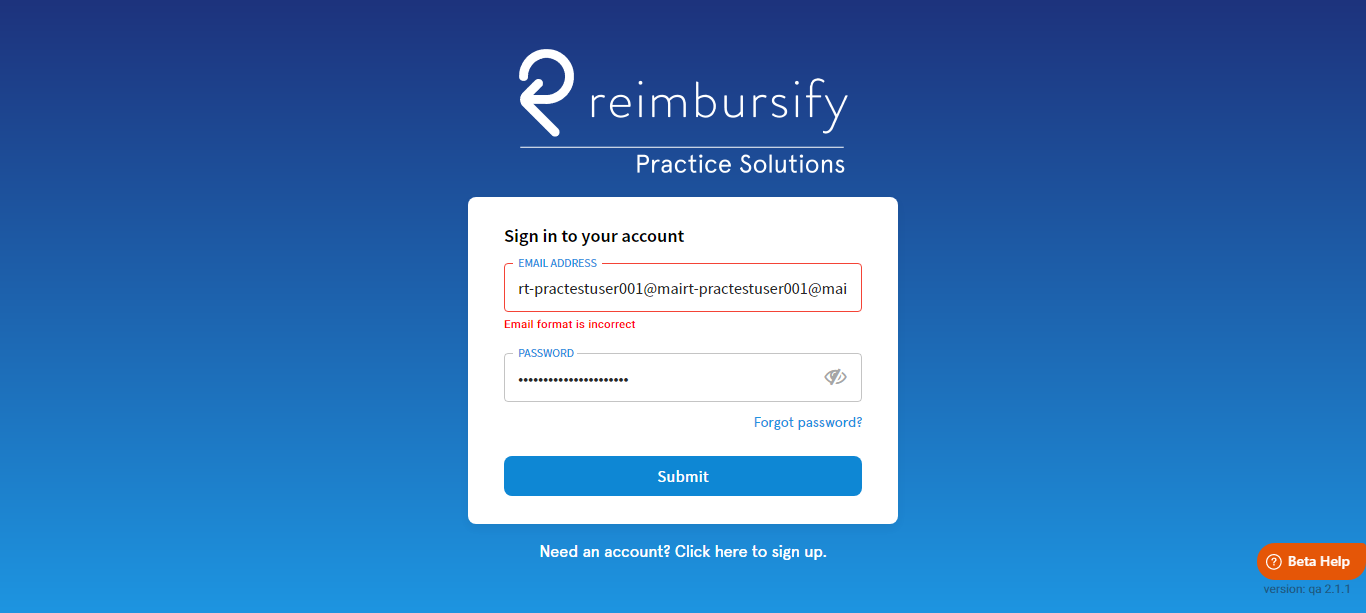 reimbursify
Practice Solutions
Sign in to your account
EMAIL ADDRESS
rt-practestuser001@mairt-practestuser001@mai
Email format is incorrect
PASSWORD
••••••••••••••••••••••
Forgot password?
Submit
Need an account? Click here to sign up.
Beta Help
version: qa 2.1.1